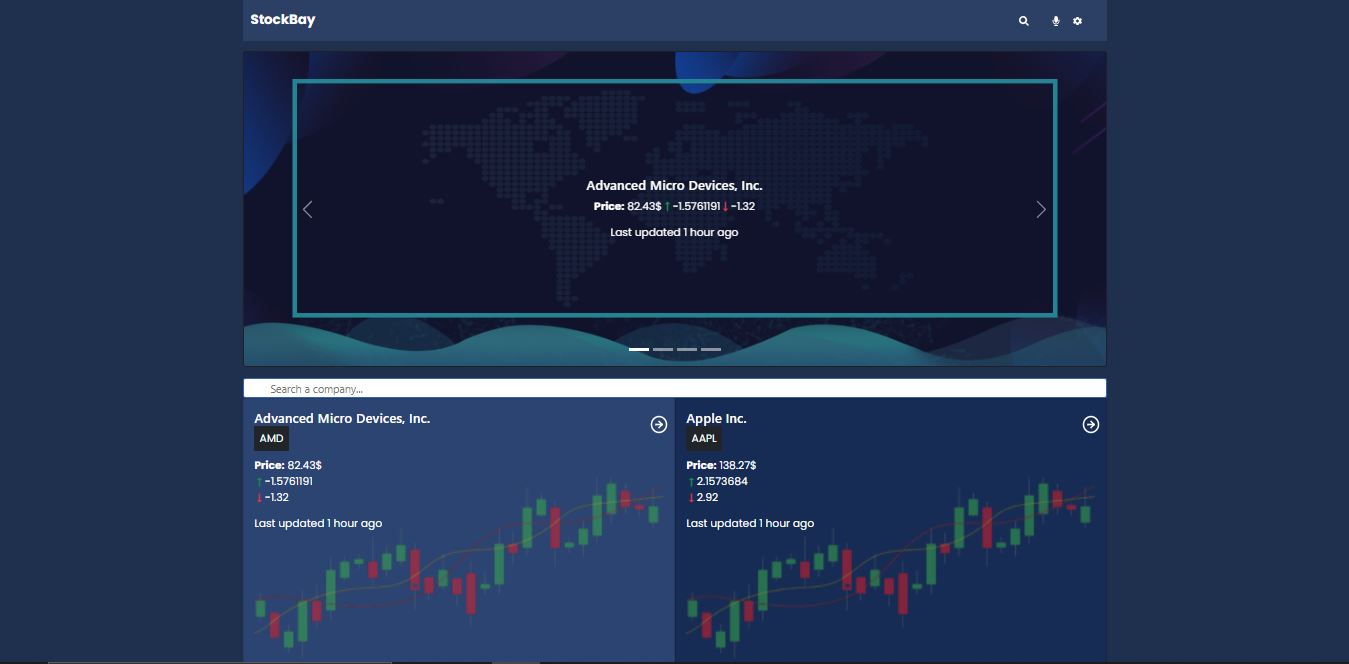 StockBay
Advanced Micro Devices, Inc.
Price: 82.43$ ↑ -1.5761191 ↓ -1.32
Last updated 1 hour ago
Search a company...
Advanced Micro Devices, Inc.
AMD
Price: 82.43$
↑ -1.5761191
↓ -1.32
Last updated 1 hour ago
Apple Inc.
AAPL
Price: 138.27$
↑ 2.1573684
↓ 2.92
Last updated 1 hour ago